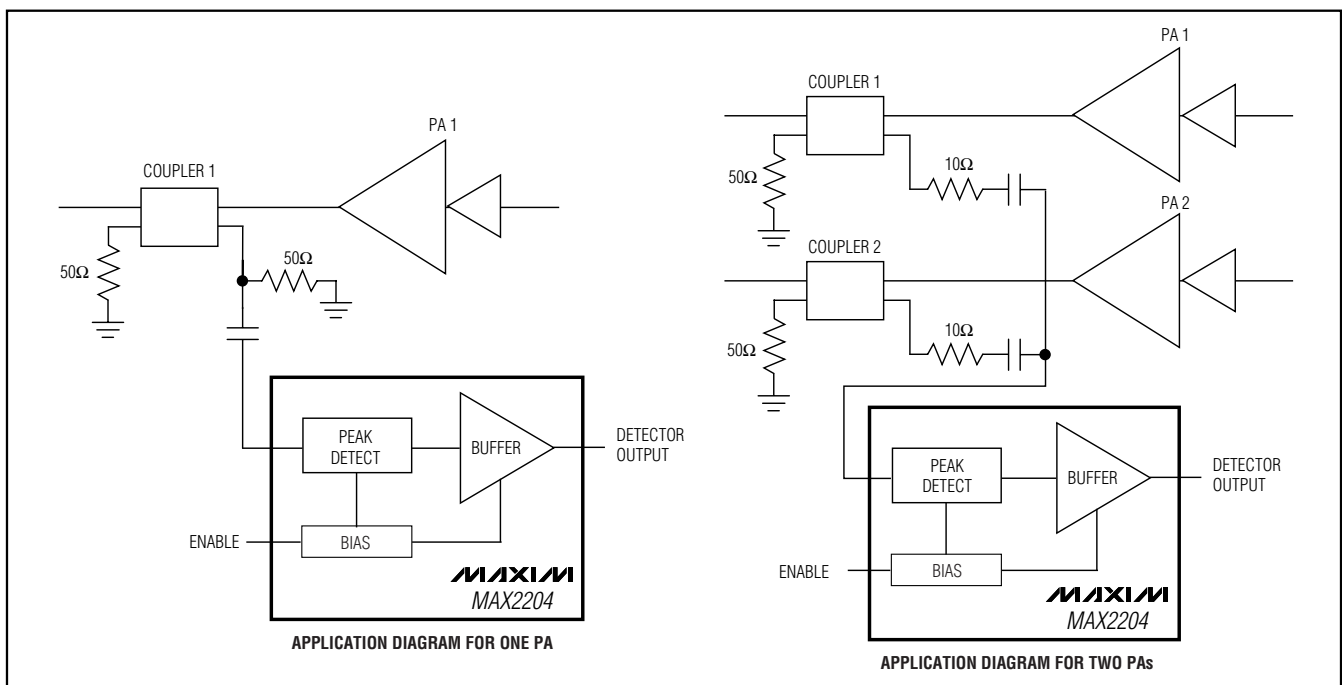 PA 1
COUPLER 1
50Ω
50Ω
PEAK
DETECT
BUFFER
DETECTOR
OUTPUT
ENABLE
BIAS
MAXIM
MAX2204
APPLICATION DIAGRAM FOR ONE PA
PA 1
COUPLER 1
10Ω
50Ω
PA 2
COUPLER 2
10Ω
50Ω
PEAK
DETECT
BUFFER
DETECTOR
OUTPUT
ENABLE
BIAS
MAXIM
MAX2204
APPLICATION DIAGRAM FOR TWO PAs